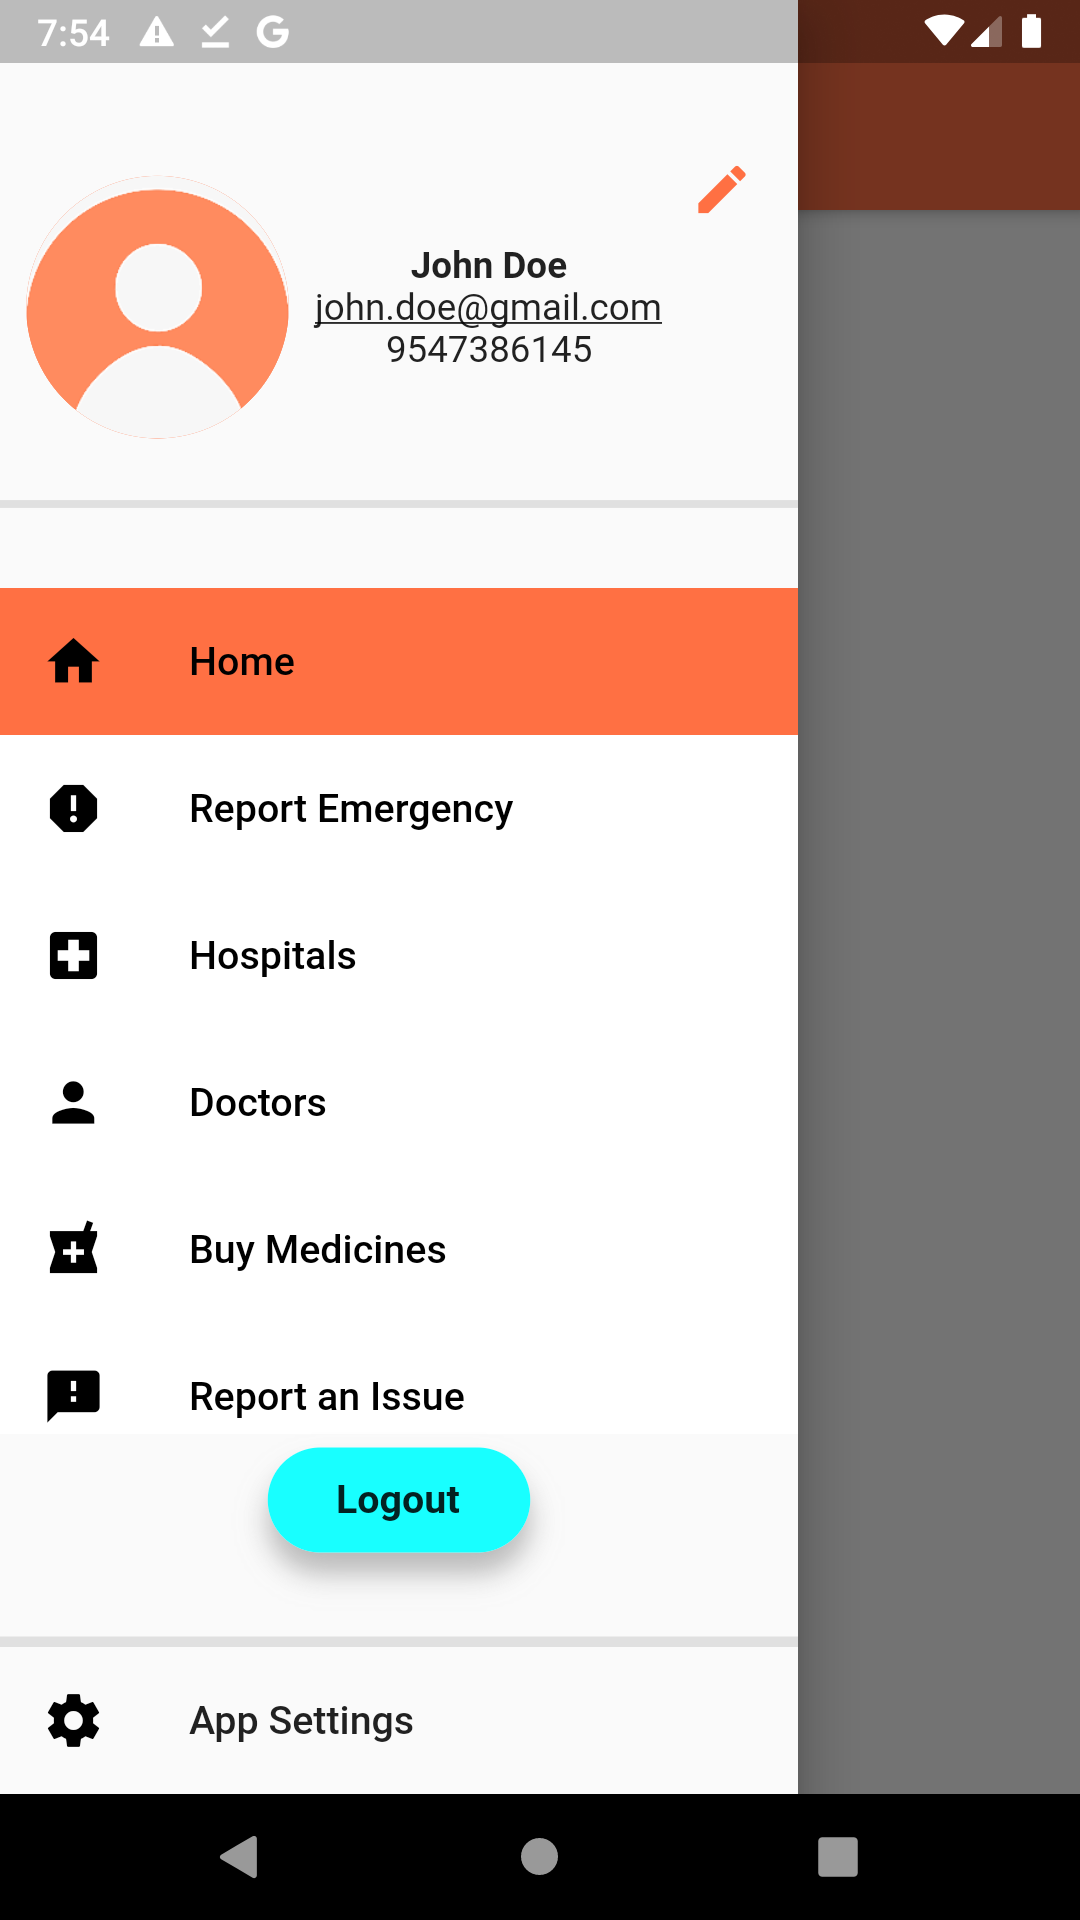 7:54
John Doe
john.doe@gmail.com
9547386145
Home
Report Emergency
Hospitals
Doctors
Buy Medicines
Report an Issue
Logout
App Settings